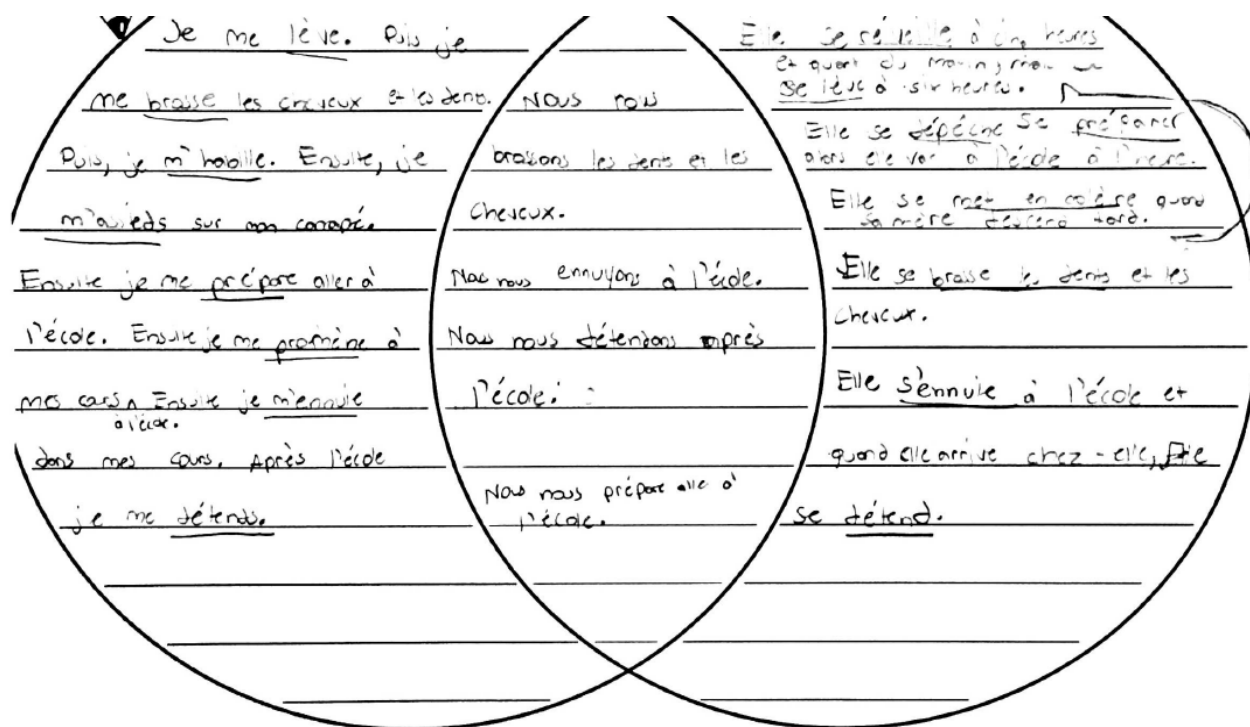 Je me lève. Puis je
me brosse les cheveux et les dents.
Puis, je m'habille. Ensuite, je
m'assieds sur mon canapé.
Ensuite je me prépare aller à
l'école. Ensuite je me promène à
mes cours. Ensuite je m'ennuie
à l'école.
dans mes cours. Après l'école
je me détends.
Nous nous
brossons les dents et les
cheveux.
Nous nous ennuyons à l'école.
Nous nous détendons après
l'école.
Nous nous prépare alle à
l'école.
Elle se réveille à cinq heures
et quart du matin, mais
se lève à six heures.
Elle se dépêche se préparer
alors elle va à l'école à l'heure.
Elle se met en colère quand
sa mère descend tard.
Elle se brosse les dents et les
cheveux.
Elle s'ennuie à l'école et
quand elle arrive chez-elle, Elle
se détend.